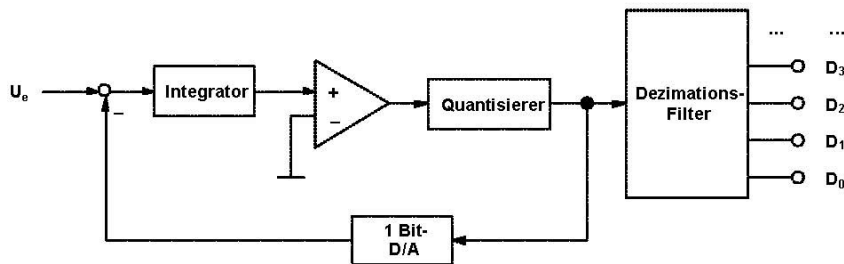 ... ...
D3
Ue
Integrator
+
Quantisierer
Dezimations-
Filter
D2
−
−
D1
D0
1 Bit-
D/A